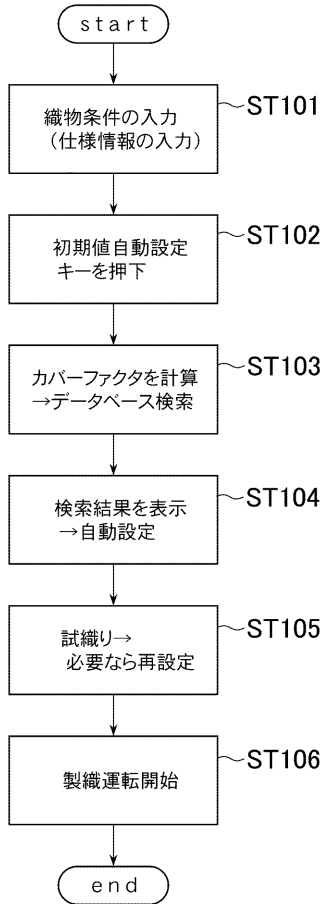 start
織物条件の入力
(仕様情報の入力)
ST101
初期値自動設定
キーを押下
ST102
カバーファクタを計算
→データベース検索
ST103
検索結果を表示
→自動設定
ST104
試織り→
必要なら再設定
ST105
製織運転開始
ST106
end